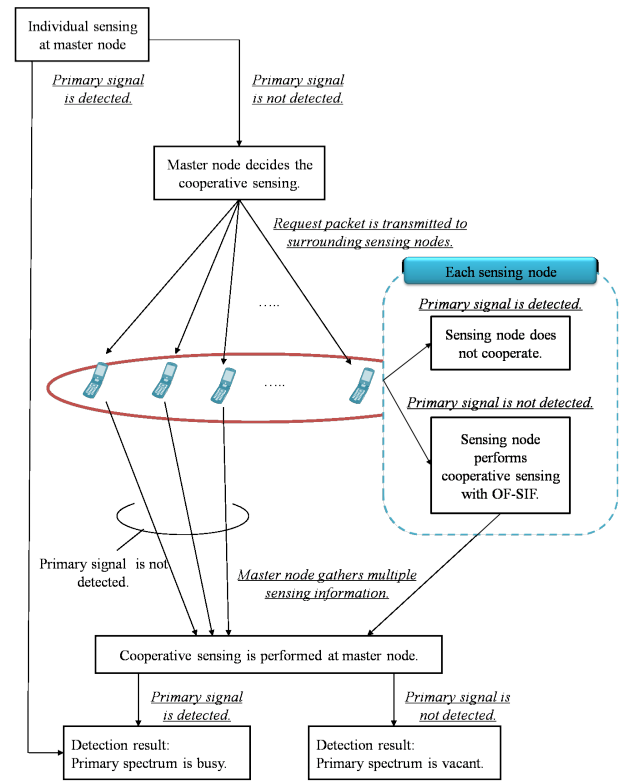 Individual sensing
at master node
Primary signal
is detected.
Primary signal
is not detected.
Master node decides the
cooperative sensing.
Request packet is transmitted to
surrounding sensing nodes.
Each sensing node
.....
Primary signal is detected.
Sensing node does
not cooperate.
.....
Primary signal is not detected.
Sensing node
performs
cooperative sensing
with OF-SIF.
Primary signal is not
detected.
Master node gathers multiple
sensing information.
Cooperative sensing is performed at master node.
Primary signal
is detected.
Primary signal is
not detected.
Detection result:
Primary spectrum is busy.
Detection result:
Primary spectrum is vacant.